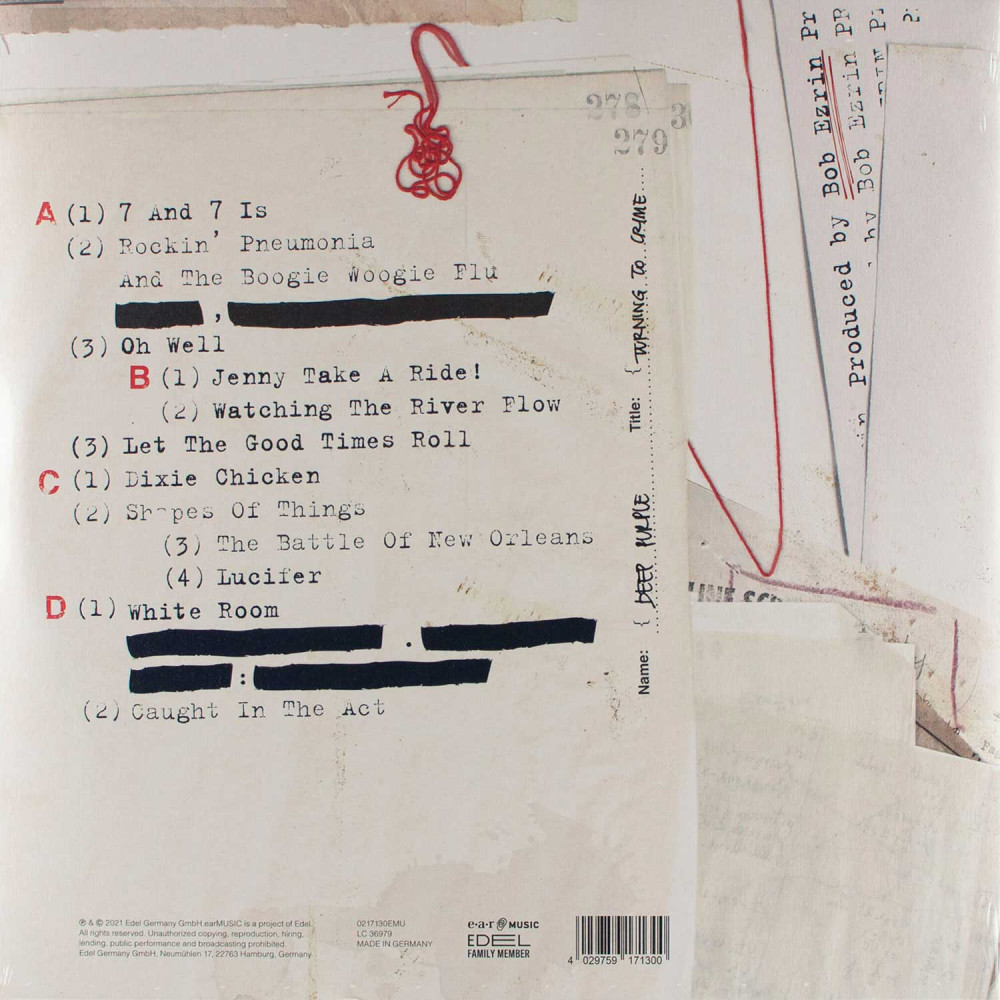 278
279
A (1) 7 And 7 Is
(2) Rockin' Pneumonia
And The Boogie Woogie Flu
,
(3) Oh Well
B (1) Jenny Take A Ride!
(2) Watching The River Flow
(3) Let The Good Times Roll
C (1) Dixie Chicken
(2) Shapes Of Things
(3) The Battle Of New Orleans
(4) Lucifer
D (1) White Room
.
:
(2) Caught In The Act
Name: { DEEP PURPLE Title: { TURNING TO CRIME
Produced by Bob Ezrin Pr
by Bob Ezrin PR
℗ & © 2021 Edel Germany GmbH.earMUSIC is a project of Edel.
All rights reserved. Unauthorized copying, reproduction, hiring,
lending, public performance and broadcasting prohibited.
Edel Germany GmbH, Neumühlen 17, 22763 Hamburg, Germany
0217130EMU
LC 36979
MADE IN GERMANY
e·a·r MUSIC
EDEL
FAMILY MEMBER
4 029759 171300